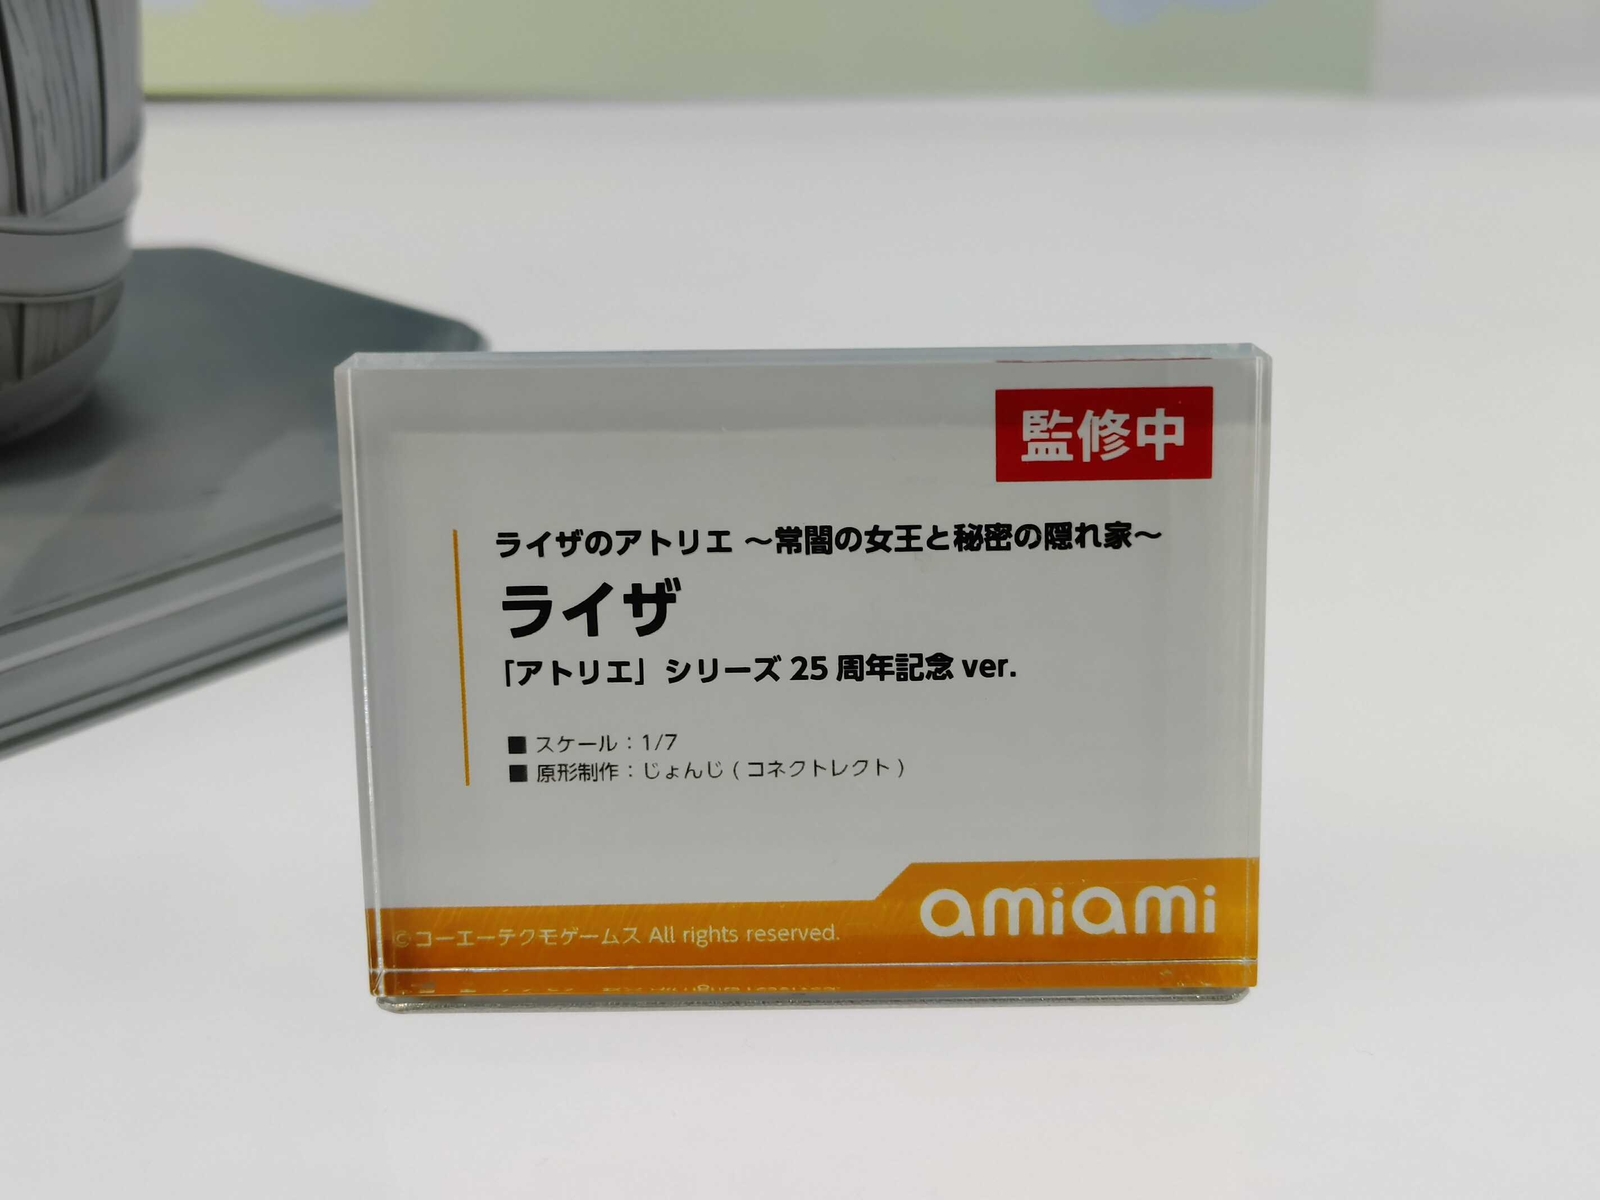 監修中
ライザのアトリエ ～常闇の女王と秘密の隠れ家～
ライザ
「アトリエ」シリーズ 25 周年記念 ver.
■ スケール：1/7
■ 原形制作：じょんじ ( コネクトレクト )
amiami
©コーエーテクモゲームス All rights reserved.